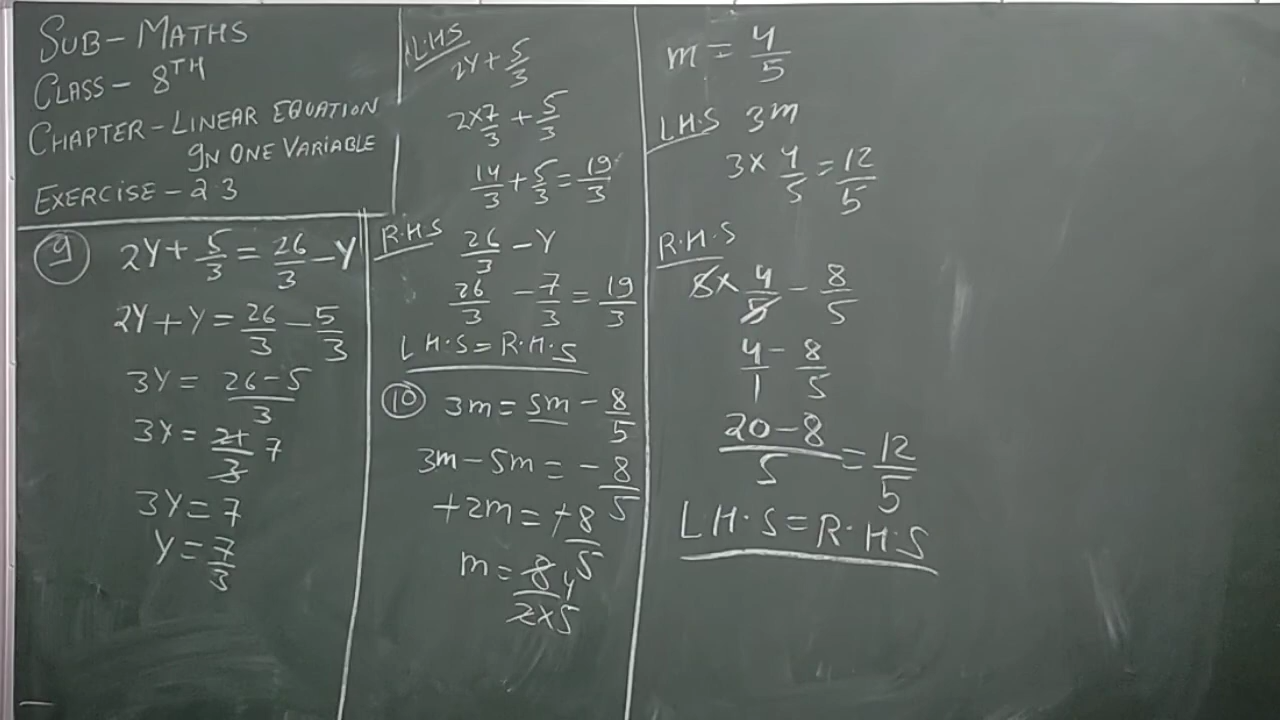 SUB- MATHS
CLASS- 8TH
CHAPTER-LINEAR EQUATION
IN ONE VARIABLE
EXERCISE-2.3
9 2Y+5/3=26/3-Y
2Y+Y=26/3-5/3
3Y=26-5/3
3Y=21/3 7
3Y=7
Y=7/3
L.H.S
2Y+5/3
2×7/3+5/3
14/3+5/3=19/3
R.H.S 26/3-Y
26/3-7/3=19/3
L.H.S=R.H.S
10 3m=5m-8/5
3m-5m=-8/5
+2m=+8/5
m=8/2×5 4
m=4/5
L.H.S 3m
3×4/5=12/5
R.H.S
5×4/5-8/5
4/1-8/5
20-8/5=12/5
L.H.S=R.H.S